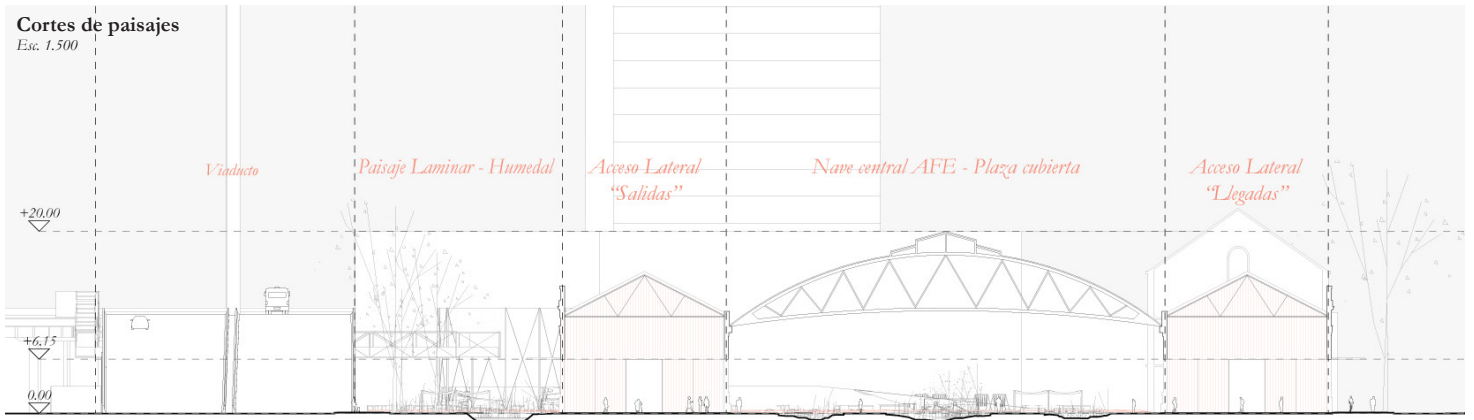 Cortes de paisajes
Esc. 1.500
Viaducto
Paisaje Laminar - Humedal
Acceso Lateral
“Salidas”
Nave central AFE - Plaza cubierta
Acceso Lateral
“Llegadas”
+20.00
+6.15
0.00